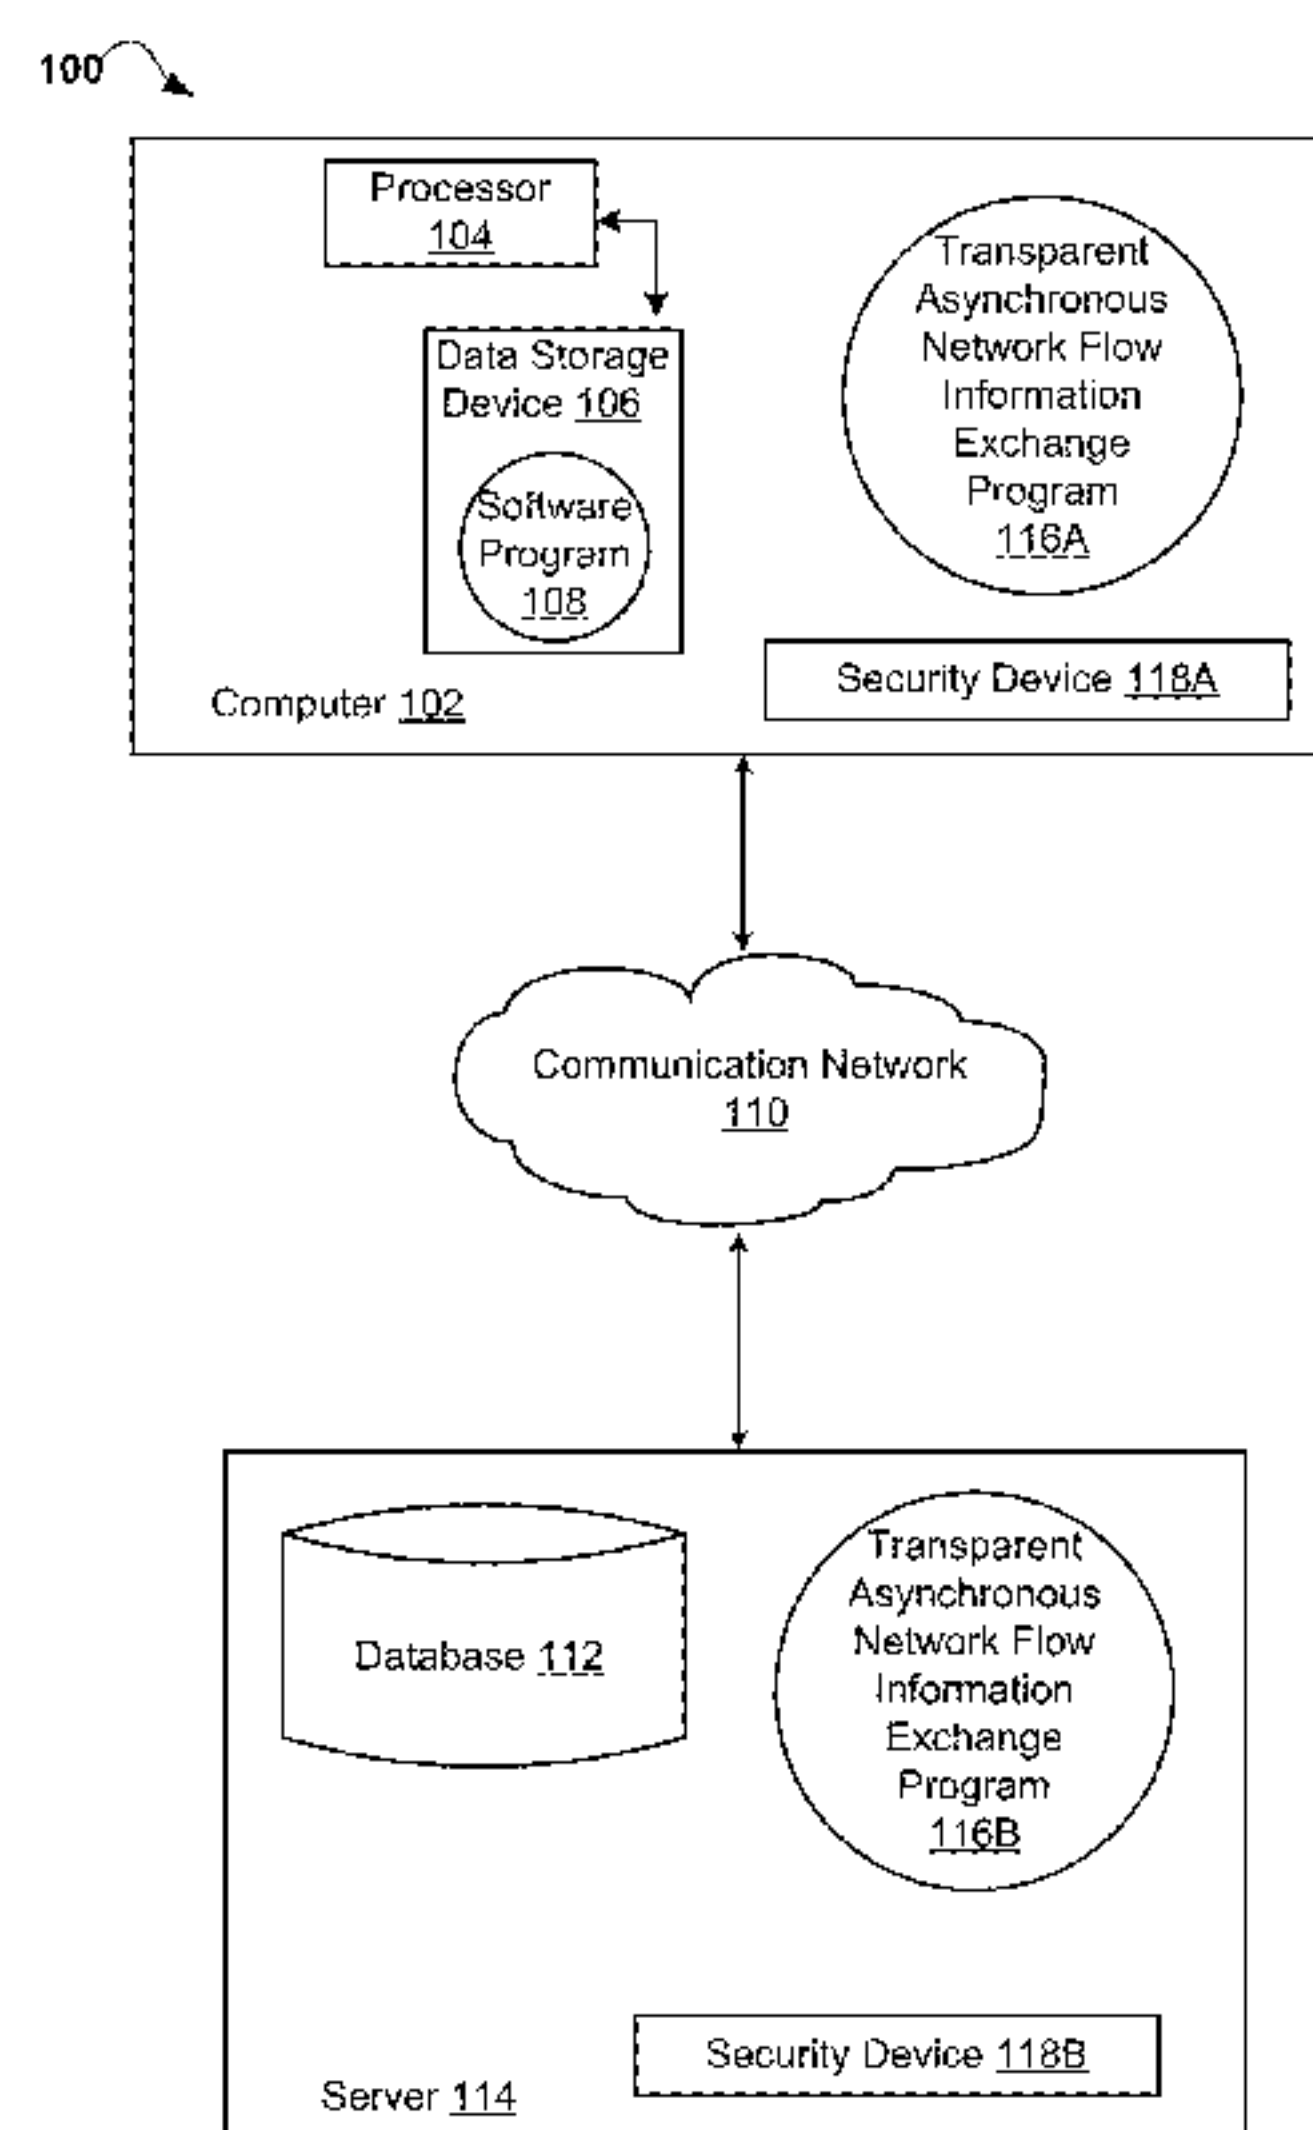 100
Processor
104
Data Storage
Device 106
Software
Program
108
Transparent
Asynchronous
Network Flow
Information
Exchange
Program
116A
Security Device 118A
Computer 102
Communication Network
110
Database 112
Transparent
Asynchronous
Network Flow
Information
Exchange
Program
116B
Security Device 118B
Server 114